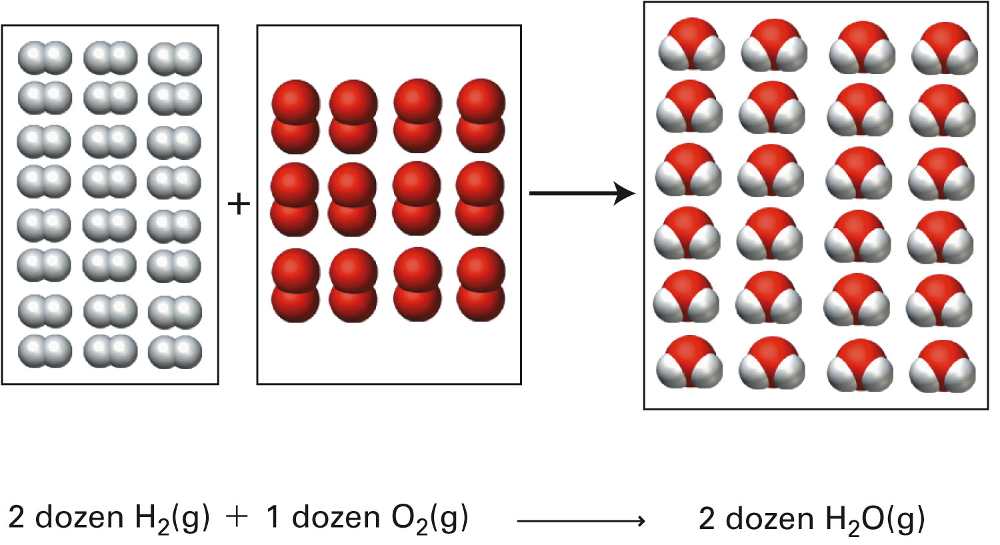 +
2 dozen H₂(g) + 1 dozen O₂(g) ⟶ 2 dozen H₂O(g)